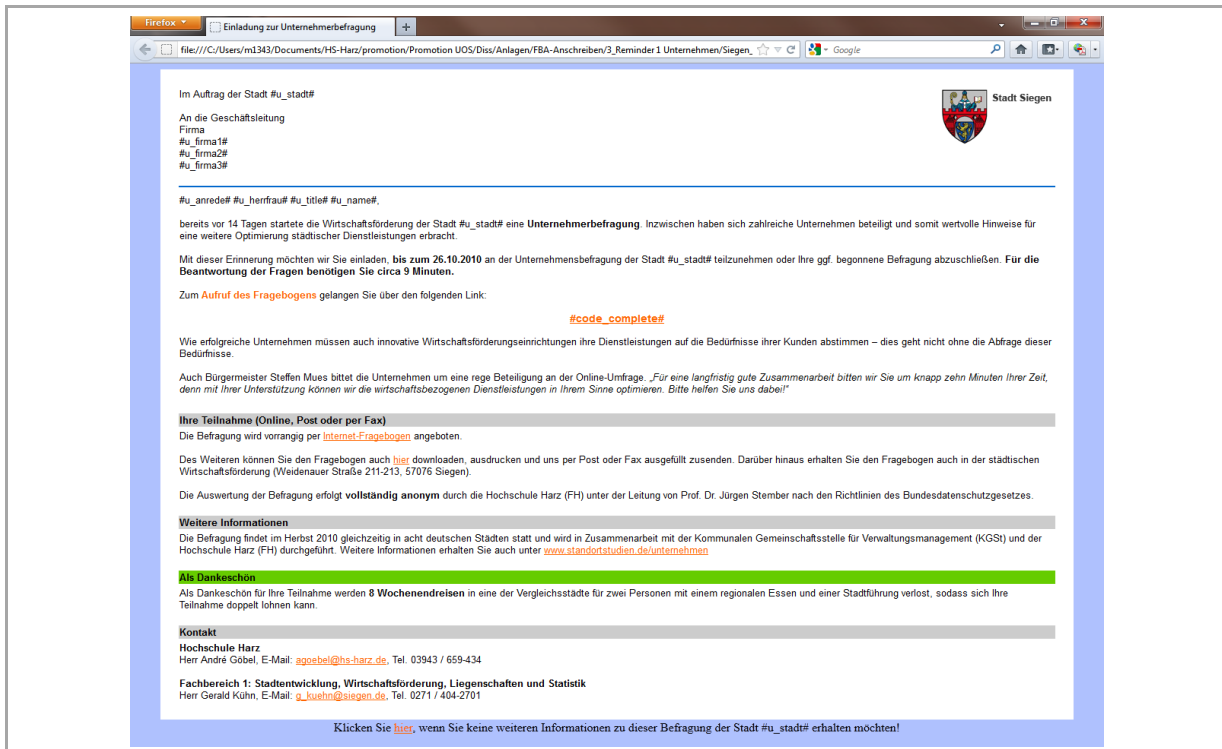 Firefox
Einladung zur Unternehmerbefragung
+
file:///C:/Users/m1343/Documents/HS-Harz/promotion/Promotion UOS/Diss/Anlagen/FBA-Anschreiben/3_Reminder1 Unternehmen/Siegen_
Google
Im Auftrag der Stadt #u_stadt#
Stadt Siegen
An die Geschäftsleitung
Firma
#u_firma1#
#u_firma2#
#u_firma3#
#u_anrede# #u_herrfrau# #u_title# #u_name#,
bereits vor 14 Tagen startete die Wirtschaftsförderung der Stadt #u_stadt# eine Unternehmerbefragung. Inzwischen haben sich zahlreiche Unternehmen beteiligt und somit wertvolle Hinweise für
eine weitere Optimierung städtischer Dienstleistungen erbracht.
Mit dieser Erinnerung möchten wir Sie einladen, bis zum 26.10.2010 an der Unternehmensbefragung der Stadt #u_stadt# teilzunehmen oder Ihre ggf. begonnene Befragung abzuschließen. Für die
Beantwortung der Fragen benötigen Sie circa 9 Minuten.
Zum Aufruf des Fragebogens gelangen Sie über den folgenden Link:
#code_complete#
Wie erfolgreiche Unternehmen müssen auch innovative Wirtschaftsförderungseinrichtungen ihre Dienstleistungen auf die Bedürfnisse ihrer Kunden abstimmen – dies geht nicht ohne die Abfrage dieser
Bedürfnisse.
Auch Bürgermeister Steffen Mues bittet die Unternehmen um eine rege Beteiligung an der Online-Umfrage. „Für eine langfristig gute Zusammenarbeit bitten wir Sie um knapp zehn Minuten Ihrer Zeit,
denn mit Ihrer Unterstützung können wir die wirtschaftsbezogenen Dienstleistungen in Ihrem Sinne optimieren. Bitte helfen Sie uns dabei!"
Ihre Teilnahme (Online, Post oder per Fax)
Die Befragung wird vorrangig per Internet-Fragebogen angeboten.
Des Weiteren können Sie den Fragebogen auch hier downloaden, ausdrucken und uns per Post oder Fax ausgefüllt zusenden. Darüber hinaus erhalten Sie den Fragebogen auch in der städtischen
Wirtschaftsförderung (Weidenauer Straße 211-213, 57076 Siegen).
Die Auswertung der Befragung erfolgt vollständig anonym durch die Hochschule Harz (FH) unter der Leitung von Prof. Dr. Jürgen Stember nach den Richtlinien des Bundesdatenschutzgesetzes.
Weitere Informationen
Die Befragung findet im Herbst 2010 gleichzeitig in acht deutschen Städten statt und wird in Zusammenarbeit mit der Kommunalen Gemeinschaftsstelle für Verwaltungsmanagement (KGSt) und der
Hochschule Harz (FH) durchgeführt. Weitere Informationen erhalten Sie auch unter www.standortstudien.de/unternehmen
Als Dankeschön
Als Dankeschön für Ihre Teilnahme werden 8 Wochenendreisen in eine der Vergleichsstädte für zwei Personen mit einem regionalen Essen und einer Stadtführung verlost, sodass sich Ihre
Teilnahme doppelt lohnen kann.
Kontakt
Hochschule Harz
Herr André Göbel, E-Mail: agoebel@hs-harz.de, Tel. 03943 / 659-434
Fachbereich 1: Stadtentwicklung, Wirtschaftsförderung, Liegenschaften und Statistik
Herr Gerald Kühn, E-Mail: g_kuehn@siegen.de, Tel. 0271 / 404-2701
Klicken Sie hier, wenn Sie keine weiteren Informationen zu dieser Befragung der Stadt #u_stadt# erhalten möchten!